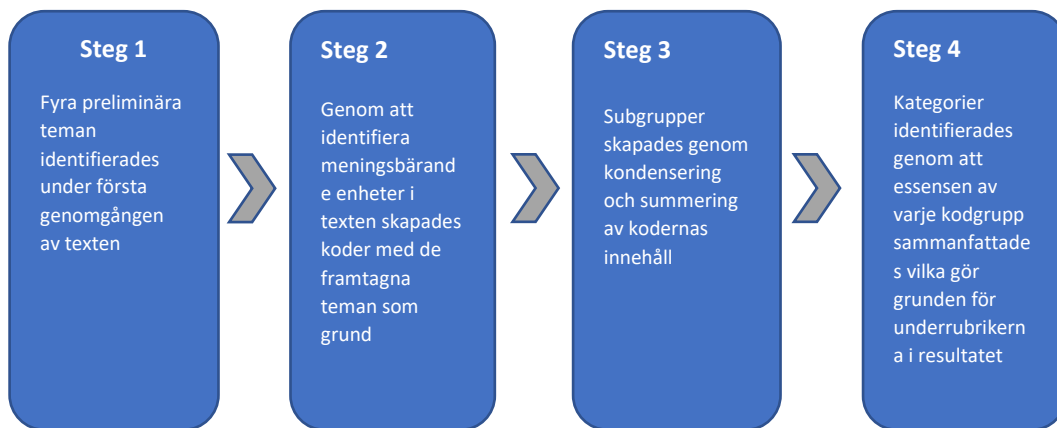 Steg 1
Fyra preliminära
teman
identifierades
under första
genomgången
av texten
Steg 2
Genom att
identifiera
meningsbärand
e enheter i
texten skapades
koder med de
framtagna
teman som
grund
Steg 3
Subgrupper
skapades genom
kondensering
och summering
av kodernas
innehåll
Steg 4
Kategorier
identifierades
genom att
essensen av
varje kodgrupp
sammanfattade
s vilka gör
grunden för
underrubrikern
a i resultatet